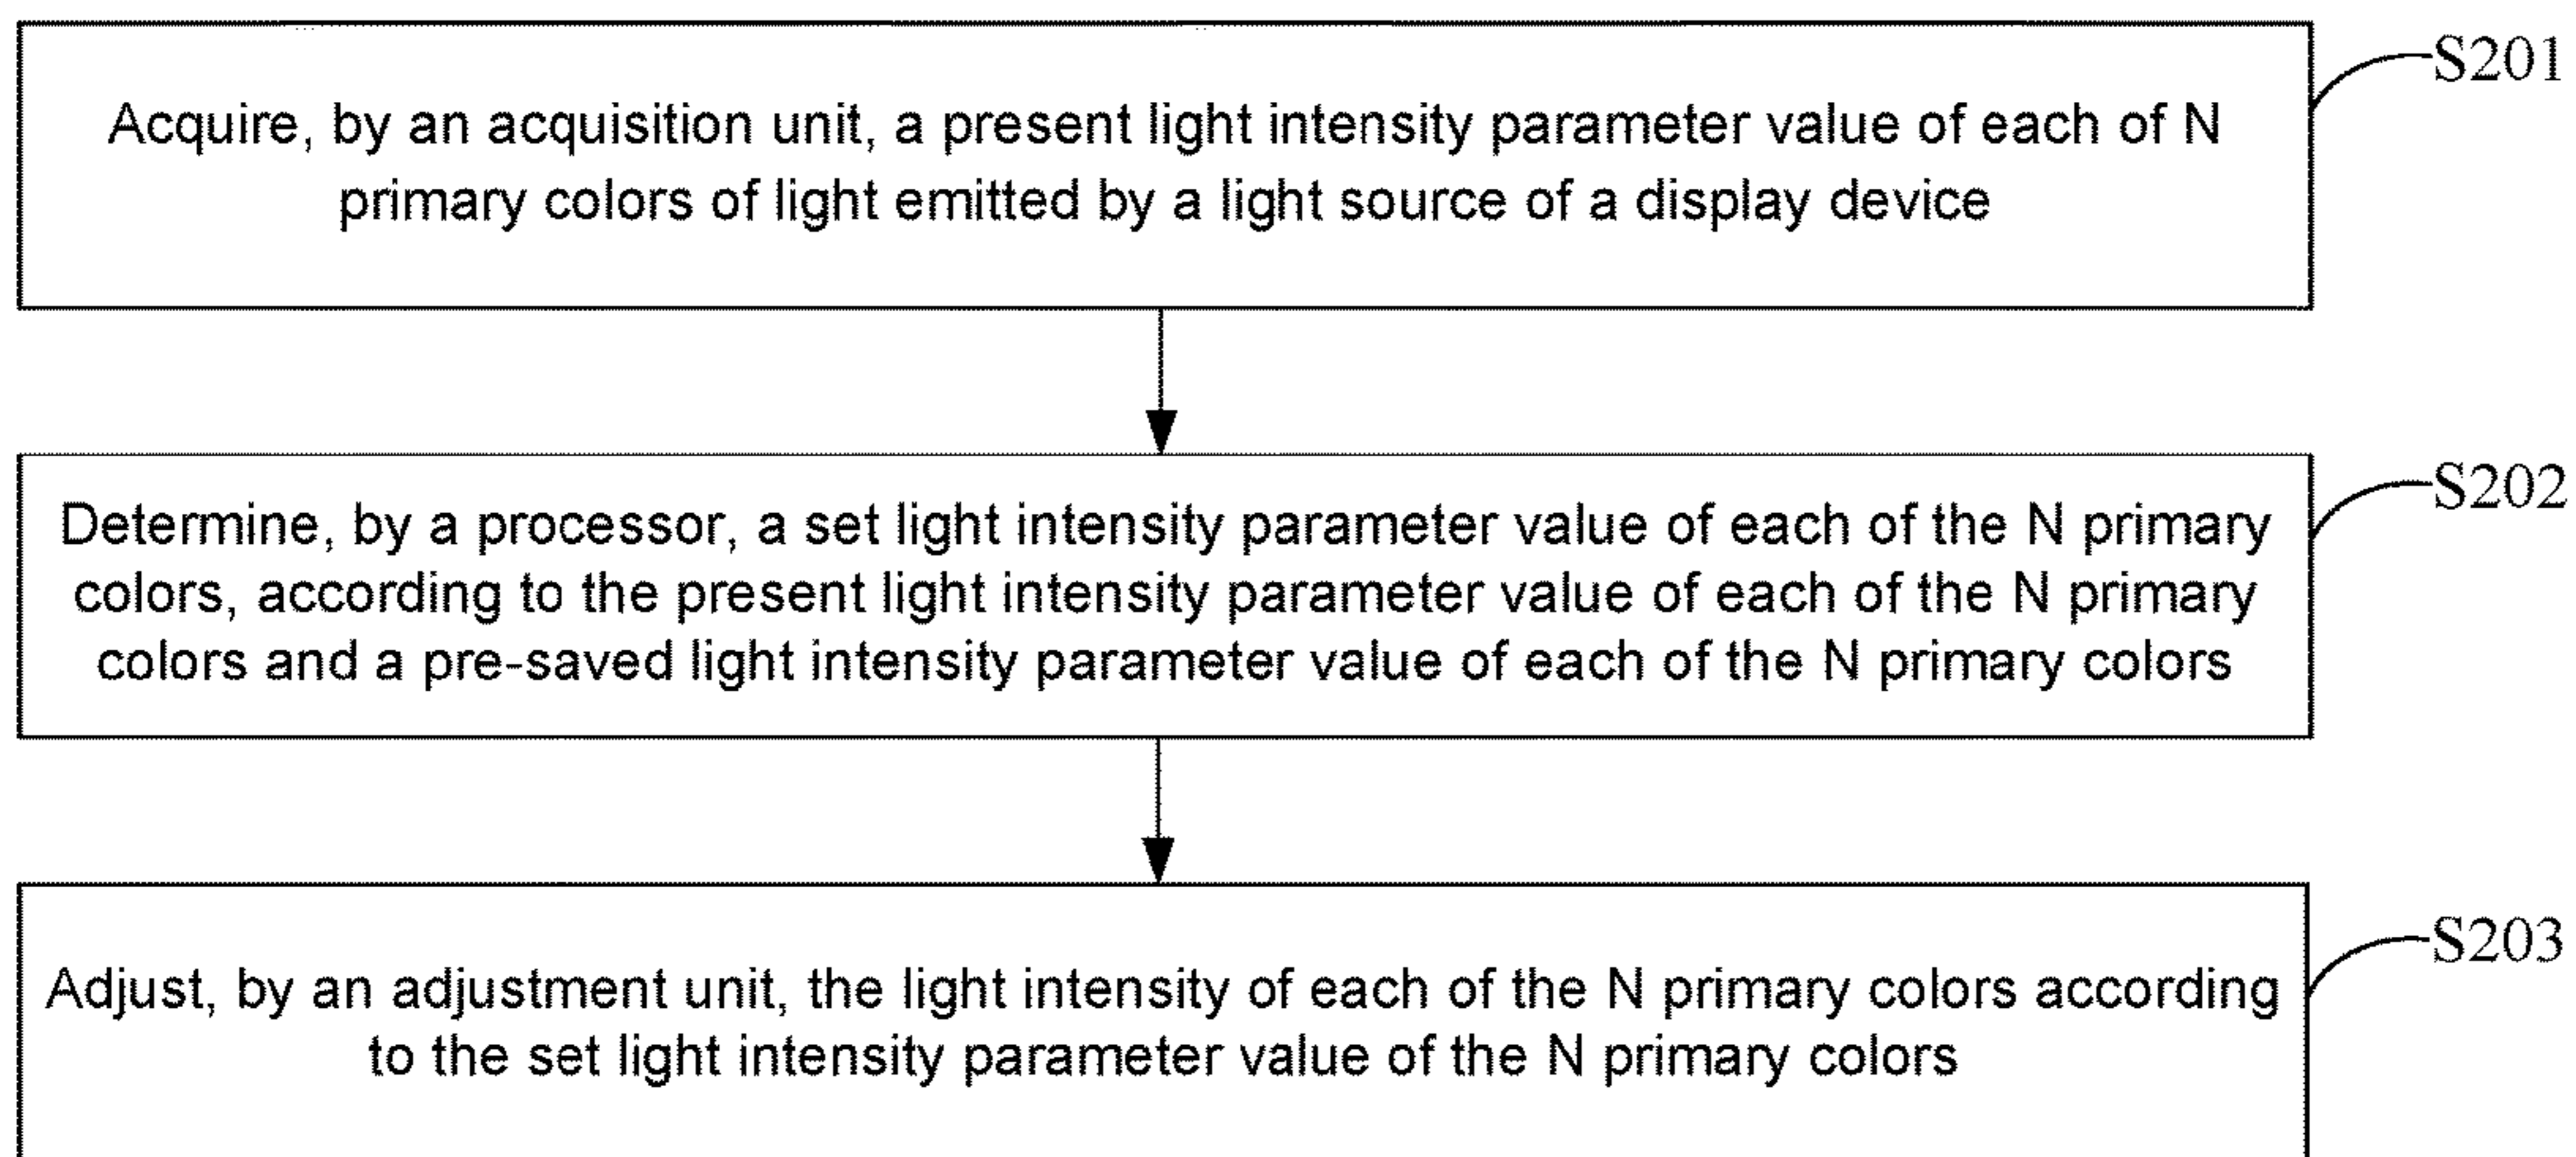 S201
Acquire, by an acquisition unit, a present light intensity parameter value of each of N
primary colors of light emitted by a light source of a display device
S202
Determine, by a processor, a set light intensity parameter value of each of the N primary
colors, according to the present light intensity parameter value of each of the N primary
colors and a pre-saved light intensity parameter value of each of the N primary colors
S203
Adjust, by an adjustment unit, the light intensity of each of the N primary colors according
to the set light intensity parameter value of the N primary colors